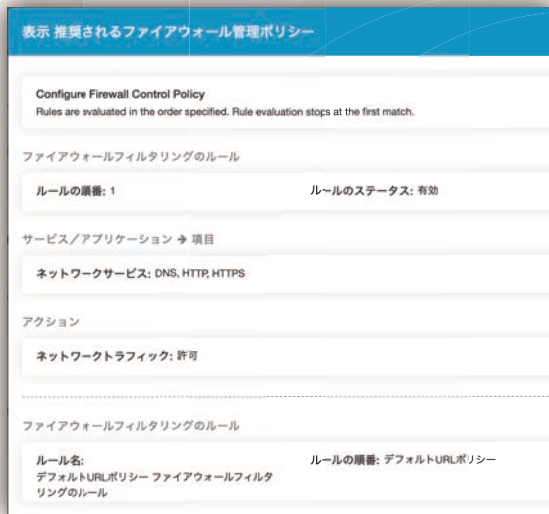 表示 推奨されるファイアウォール管理ポリシー
Configure Firewall Control Policy
Rules are evaluated in the order specified. Rule evaluation stops at the first match.
ファイアウォールフィルタリングのルール
ルールの順番: 1
ルールのステータス: 有効
サービス/アプリケーション → 項目
ネットワークサービス: DNS, HTTP, HTTPS
アクション
ネットワークトラフィック: 許可
ファイアウォールフィルタリングのルール
ルール名:
デフォルトURLポリシー ファイアウォールフィルタ
リングのルール
ルールの順番: デフォルトURLポリシー